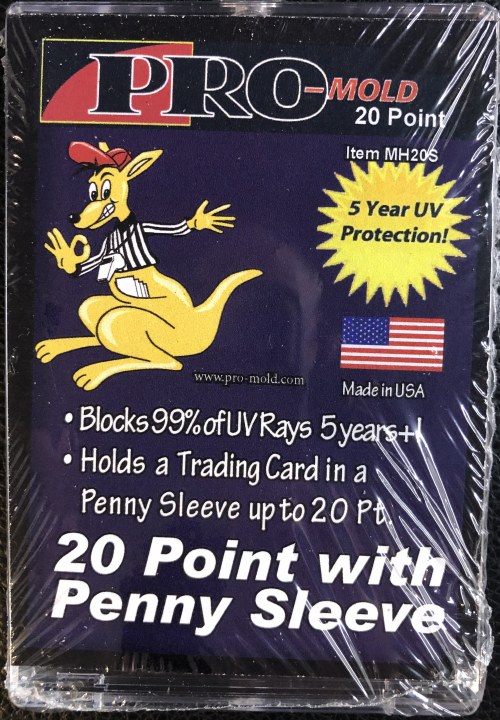 PRO-MOLD
20 Point
Item MH20S
5 Year UV
Protection!
www.pro-mold.com
Made in USA
• Blocks 99% of UV Rays 5 years+!
• Holds a Trading Card in a
Penny Sleeve up to 20 Pt.
20 Point with
Penny Sleeve